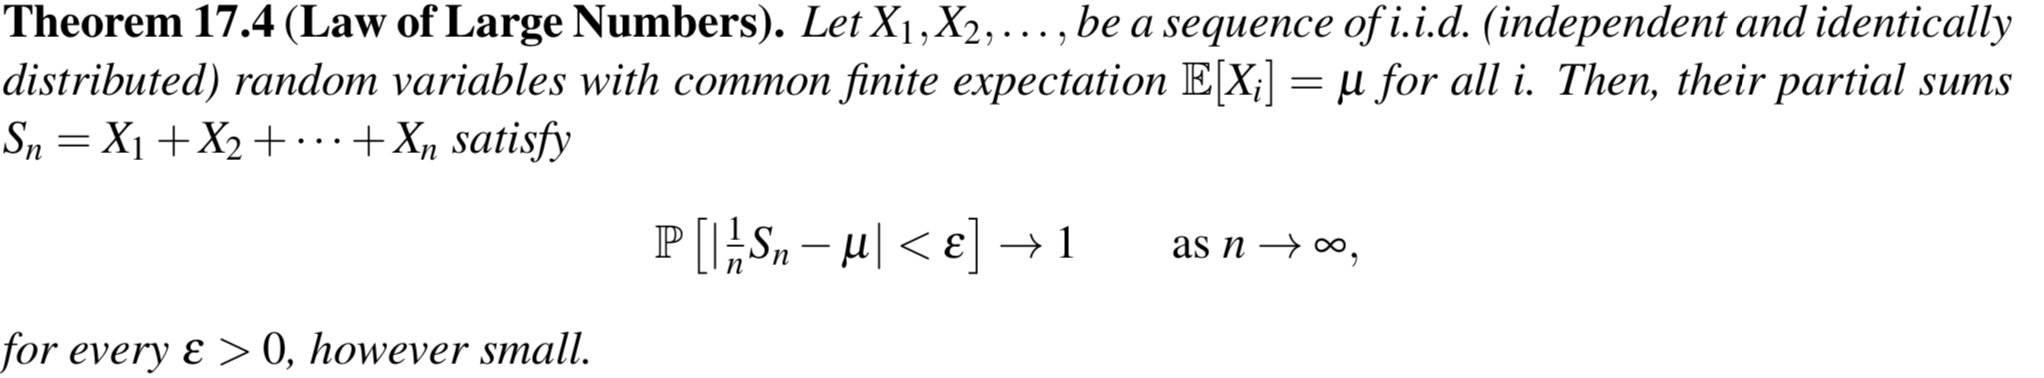 Theorem 17.4 (Law of Large Numbers). Let X₁, X₂, . . . , be a sequence of i.i.d. (independent and identically
distributed) random variables with common finite expectation 𝔼[Xᵢ] = μ for all i. Then, their partial sums
Sₙ = X₁ + X₂ + ⋯ + Xₙ satisfy
ℙ [|1/n Sₙ − μ| < ε] → 1 as n → ∞,
for every ε > 0, however small.